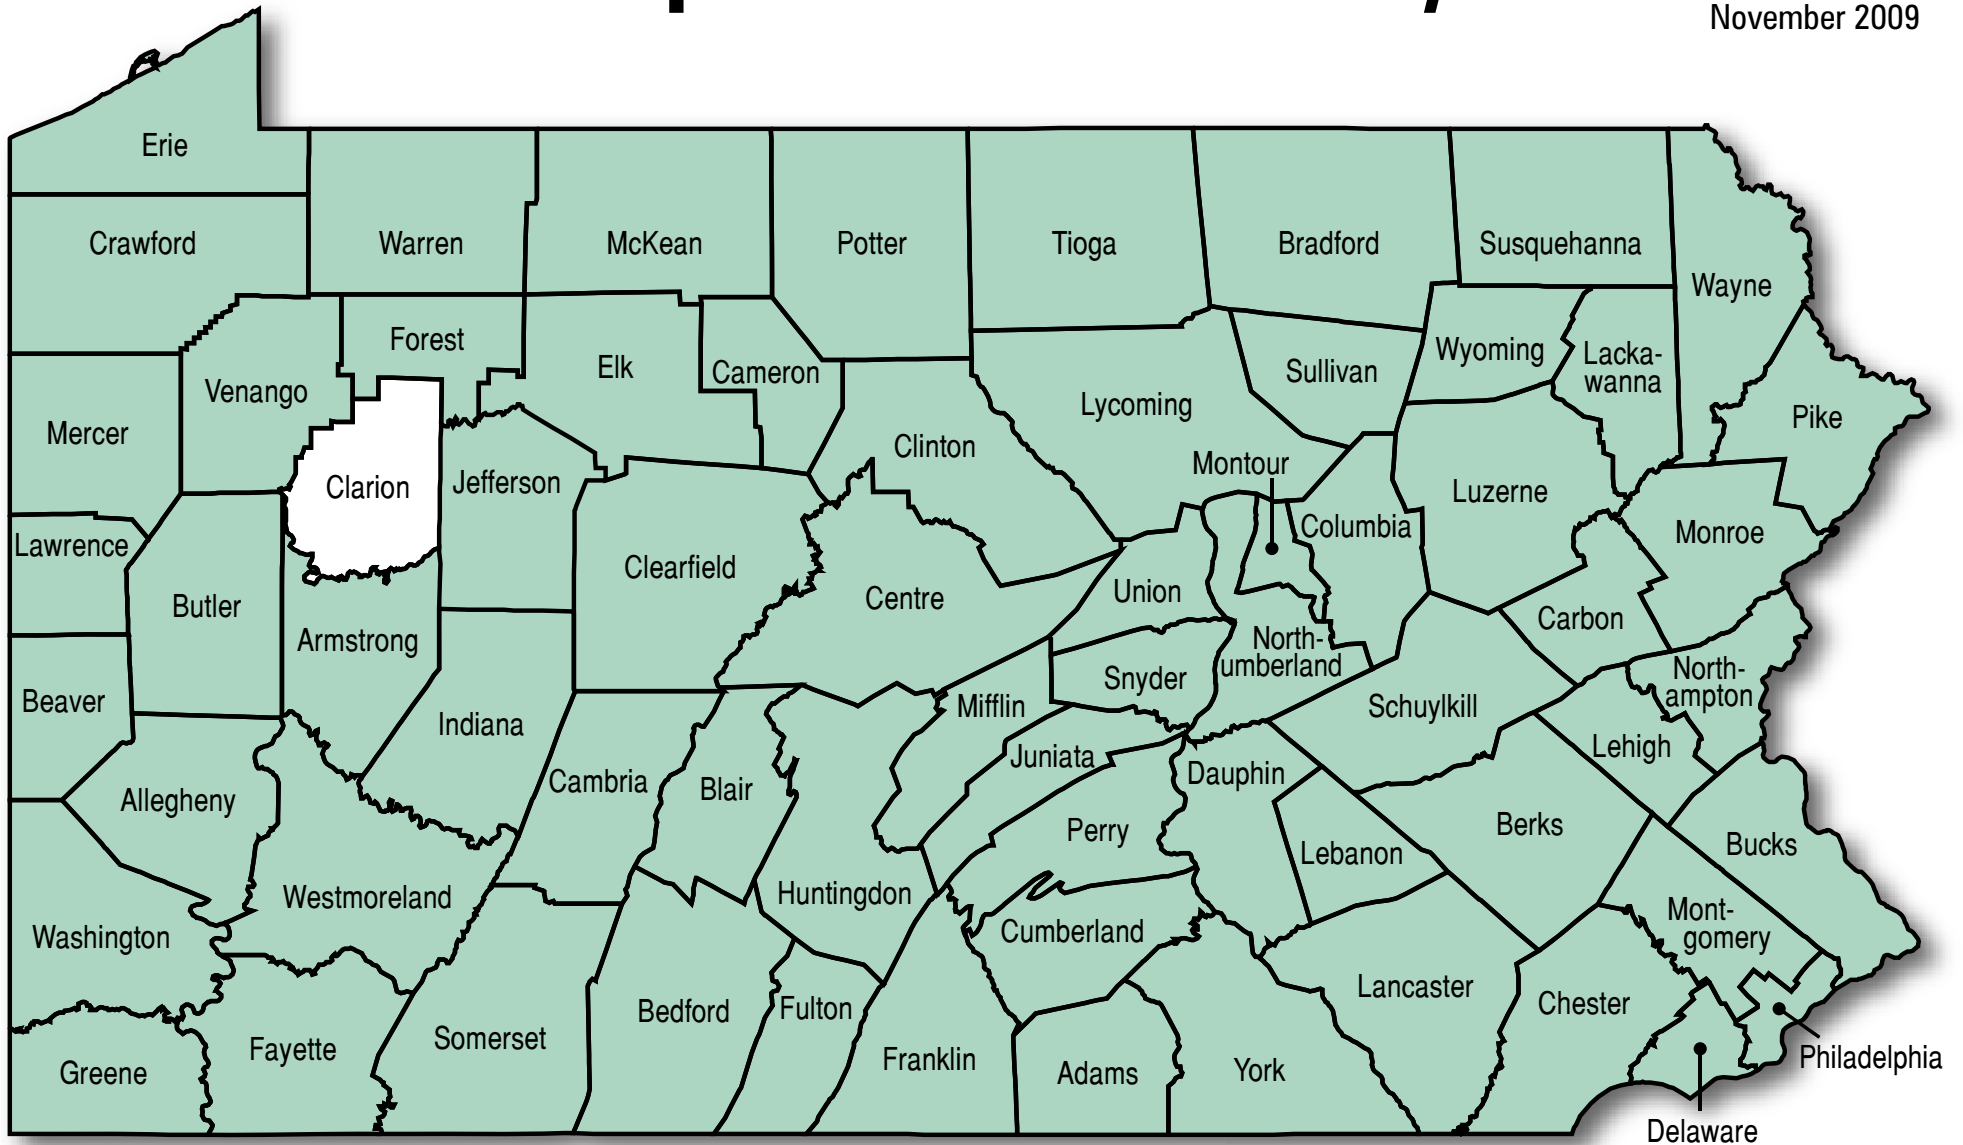 November 2009
Erie
Crawford
Warren
McKean
Potter
Tioga
Bradford
Susquehanna
Wayne
Forest
Elk
Cameron
Venango
Mercer
Clarion
Jefferson
Clinton
Lycoming
Sullivan
Wyoming
Lacka-
wanna
Pike
Montour
Columbia
Luzerne
Monroe
Lawrence
Butler
Armstrong
Clearfield
Centre
Union
Carbon
North-
umberland
Snyder
Schuylkill
North-
ampton
Beaver
Indiana
Mifflin
Juniata
Lehigh
Allegheny
Cambria
Blair
Dauphin
Perry
Lebanon
Berks
Bucks
Westmoreland
Huntingdon
Washington
Cumberland
Mont-
gomery
Lancaster
Chester
Bedford
Fulton
Somerset
Fayette
Greene
Franklin
Adams
York
Philadelphia
Delaware